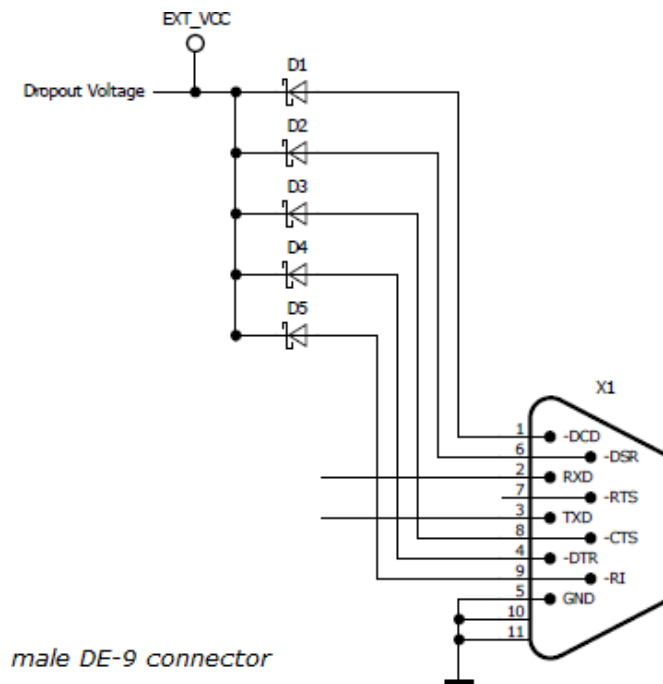 EXT_VCC
Dropout Voltage
D1
D2
D3
D4
D5
X1
1 -DCD
6 -DSR
2 RXD
7 -RTS
3 TXD
8 -CTS
4 -DTR
9 -RI
5 GND
10
11
male DE-9 connector